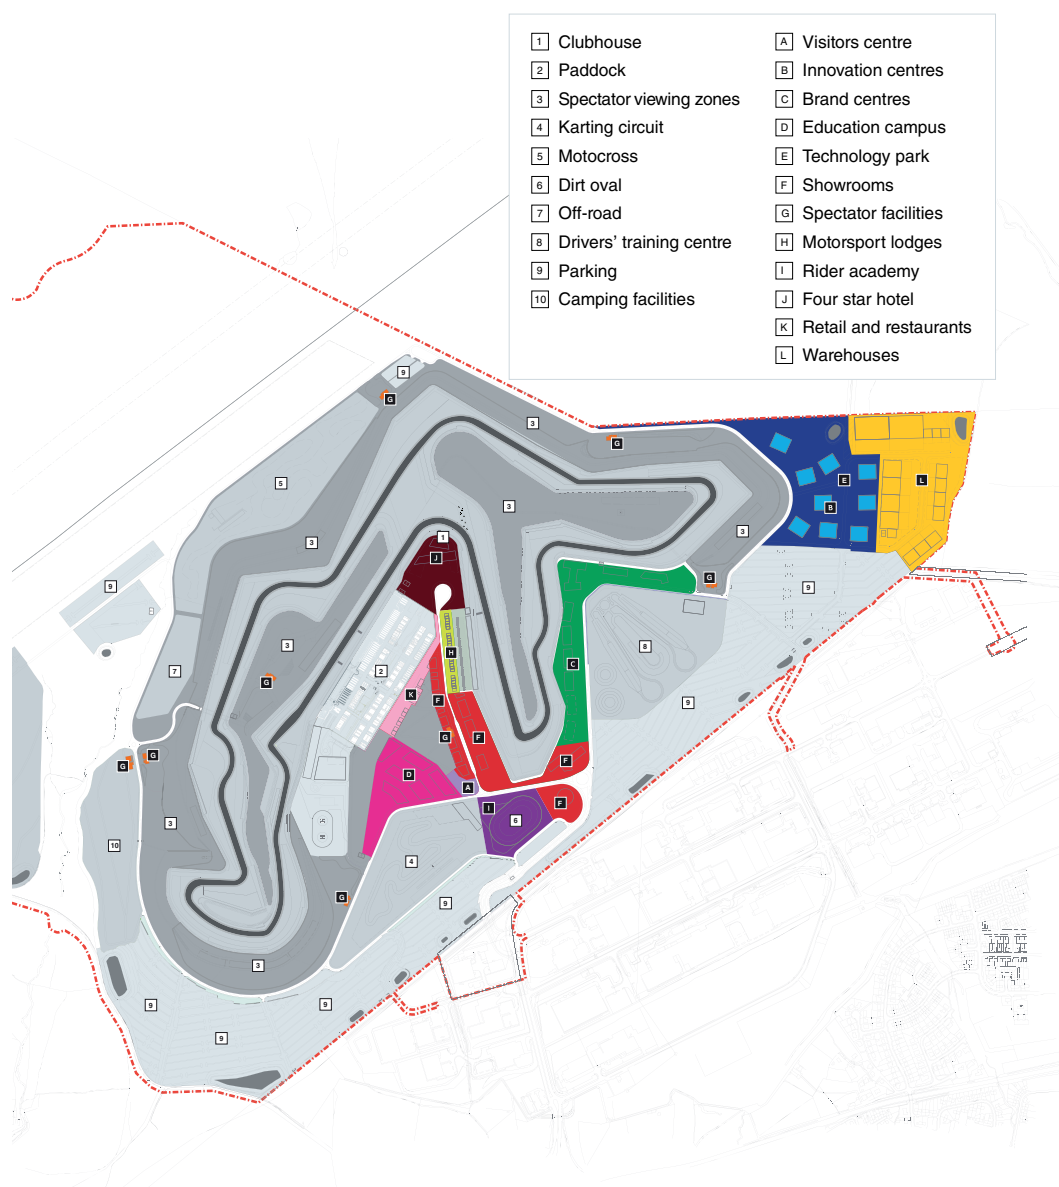 1 Clubhouse
2 Paddock
3 Spectator viewing zones
4 Karting circuit
5 Motocross
6 Dirt oval
7 Off-road
8 Drivers' training centre
9 Parking
10 Camping facilities
A Visitors centre
B Innovation centres
C Brand centres
D Education campus
E Technology park
F Showrooms
G Spectator facilities
H Motorsport lodges
I Rider academy
J Four star hotel
K Retail and restaurants
L Warehouses
9
G
3
G
5
E
L
3
B
3
3
1
J
G
9
9
3
8
H
C
7
2
G
K
F
9
G
F
G
F
G
D
A
I
F
3
6
10
4
G
9
3
9
9
9